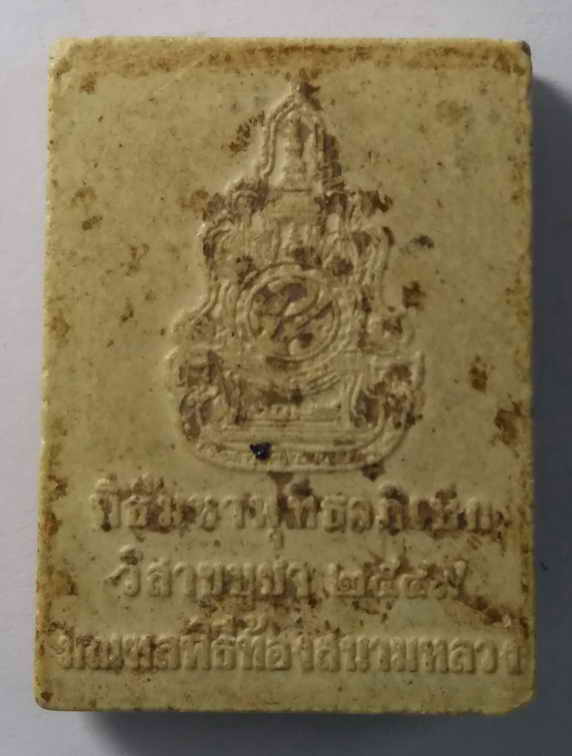 พิธีมหาพุทธาภิเษก
วิสาขบูชา ๒๕๔๙
มณฑลพิธีท้องสนามหลวง